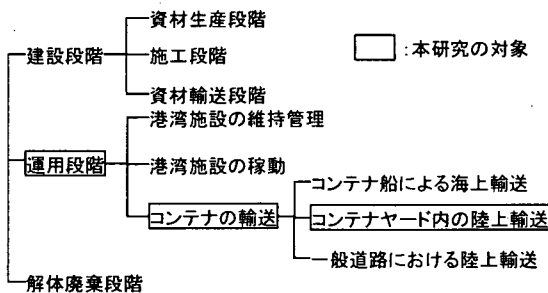 資材生産段階
建設段階
施工段階
:本研究の対象
資材輸送段階
港湾施設の維持管理
運用段階
港湾施設の稼動
コンテナ船による海上輸送
コンテナの輸送
コンテナヤード内の陸上輸送
一般道路における陸上輸送
解体廃棄段階